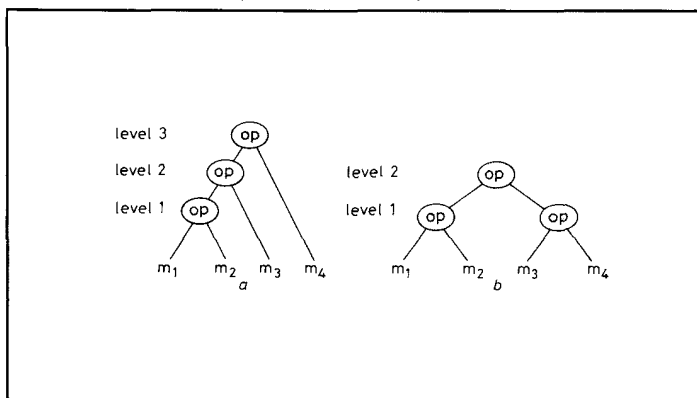 level 3 op
level 2 op
level 1 op
m₁ m₂ m₃ m₄
a
level 2 op
level 1 op op
m₁ m₂ m₃ m₄
b